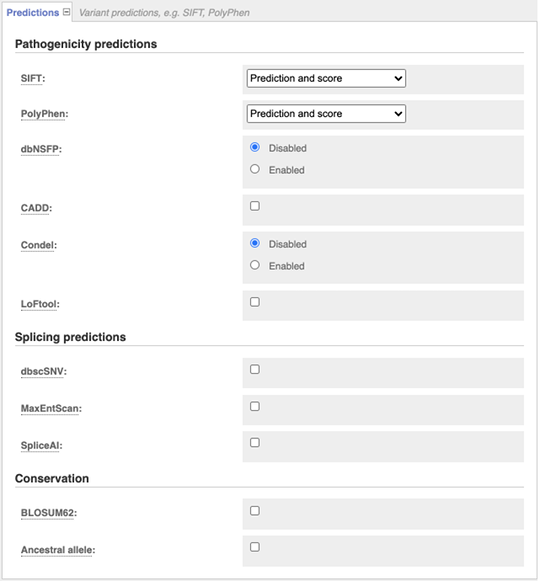 Predictions Variant predictions, e.g. SIFT, PolyPhen
Pathogenicity predictions
SIFT: Prediction and score
PolyPhen: Prediction and score
dbNSFP: Disabled
Enabled
CADD:
Condel: Disabled
Enabled
LoFtool:
Splicing predictions
dbscSNV:
MaxEntScan:
SpliceAI:
Conservation
BLOSUM62:
Ancestral allele: